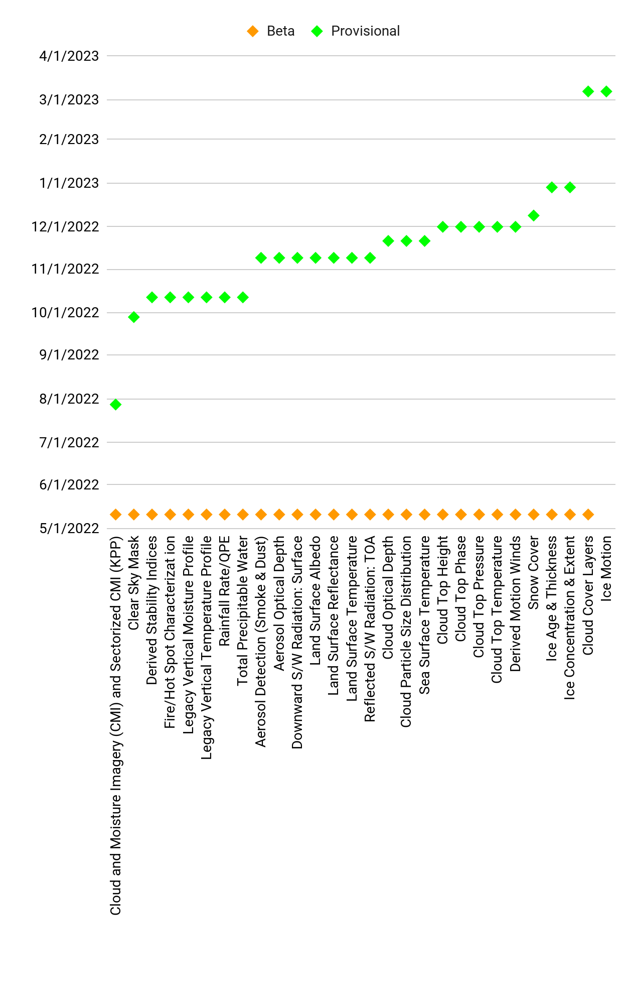 Beta
Provisional
4/1/2023
3/1/2023
2/1/2023
1/1/2023
12/1/2022
11/1/2022
10/1/2022
9/1/2022
8/1/2022
7/1/2022
6/1/2022
5/1/2022
Cloud and Moisture Imagery (CMI) and Sectorized CMI (KPP)
Clear Sky Mask
Derived Stability Indices
Fire/Hot Spot Characterizat ion
Legacy Vertical Moisture Profile
Legacy Vertical Temperature Profile
Rainfall Rate/QPE
Total Precipitable Water
Aerosol Detection (Smoke & Dust)
Aerosol Optical Depth
Downward S/W Radiation: Surface
Land Surface Albedo
Land Surface Reflectance
Land Surface Temperature
Reflected S/W Radiation: TOA
Cloud Optical Depth
Cloud Particle Size Distribution
Sea Surface Temperature
Cloud Top Height
Cloud Top Phase
Cloud Top Pressure
Cloud Top Temperature
Derived Motion Winds
Snow Cover
Ice Age & Thickness
Ice Concentration & Extent
Cloud Cover Layers
Ice Motion